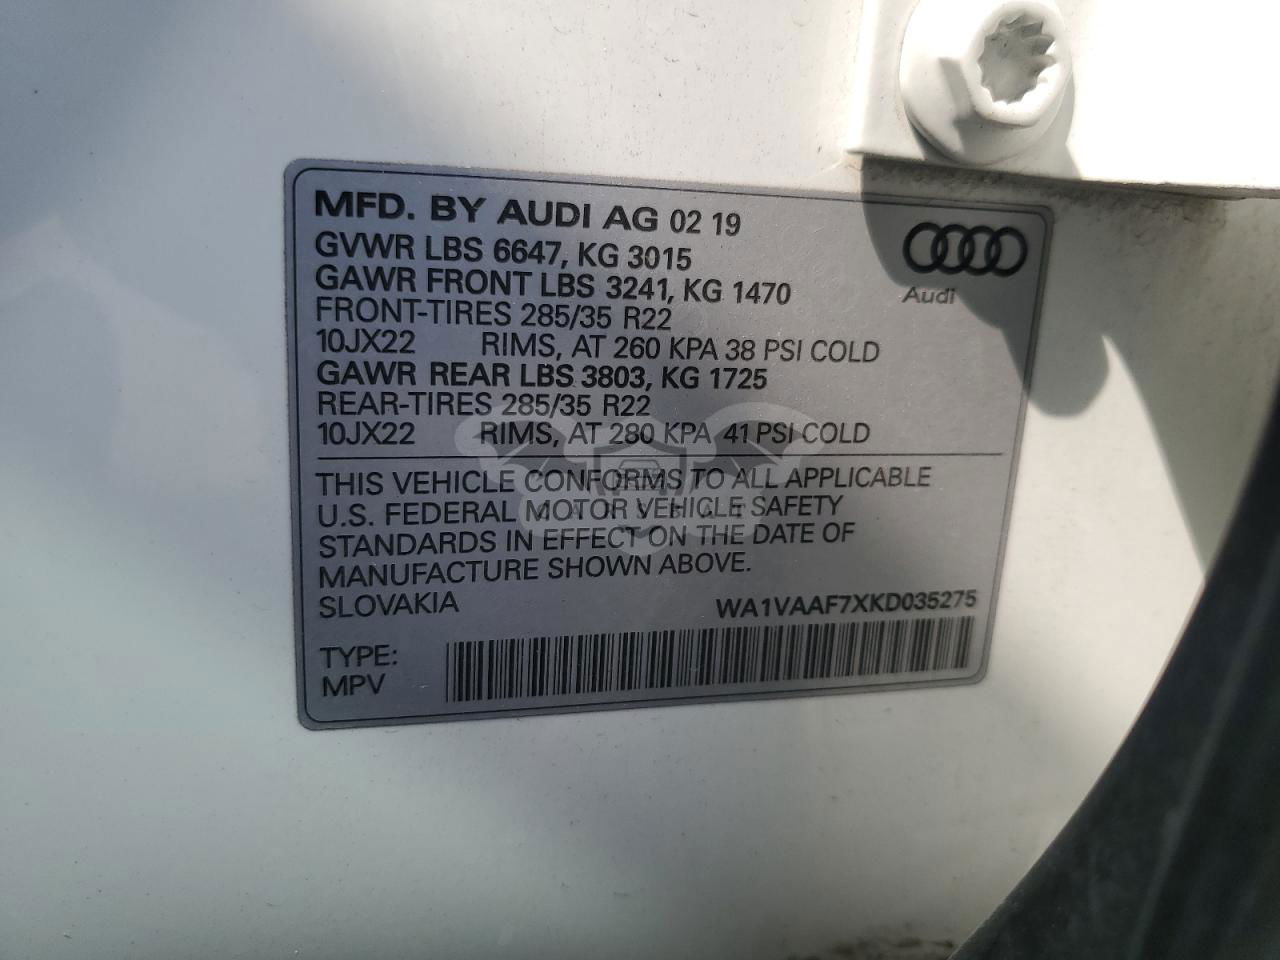 MFD. BY AUDI AG 02 19
GVWR LBS 6647, KG 3015
GAWR FRONT LBS 3241, KG 1470
FRONT-TIRES 285/35 R22
10JX22 RIMS, AT 260 KPA 38 PSI COLD
GAWR REAR LBS 3803, KG 1725
REAR-TIRES 285/35 R22
10JX22 RIMS, AT 280 KPA 41 PSI COLD
Audi
THIS VEHICLE CONFORMS TO ALL APPLICABLE
U.S. FEDERAL MOTOR VEHICLE SAFETY
STANDARDS IN EFFECT ON THE DATE OF
MANUFACTURE SHOWN ABOVE.
SLOVAKIA WA1VAAF7XKD035275
TYPE:
MPV